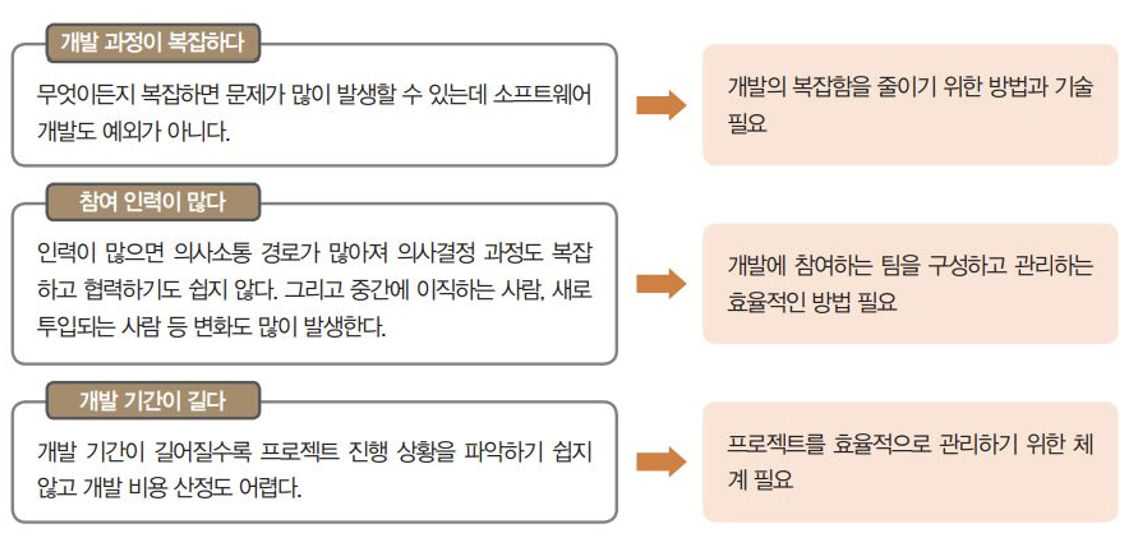 개발 과정이 복잡하다
무엇이든지 복잡하면 문제가 많이 발생할 수 있는데 소프트웨어
개발도 예외가 아니다.
개발의 복잡함을 줄이기 위한 방법과 기술
필요
참여 인력이 많다
인력이 많으면 의사소통 경로가 많아져 의사결정 과정도 복잡
하고 협력하기도 쉽지 않다. 그리고 중간에 이직하는 사람, 새로
투입되는 사람 등 변화도 많이 발생한다.
개발에 참여하는 팀을 구성하고 관리하는
효율적인 방법 필요
개발 기간이 길다
개발 기간이 길어질수록 프로젝트 진행 상황을 파악하기 쉽지
않고 개발 비용 산정도 어렵다.
프로젝트를 효율적으로 관리하기 위한 체
계 필요